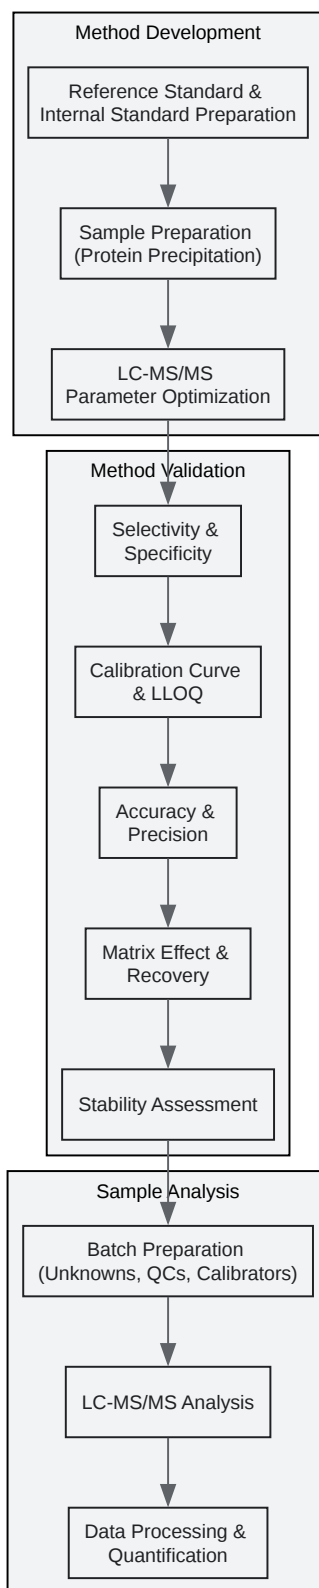 Method Development
Reference Standard &
Internal Standard Preparation
Sample Preparation
(Protein Precipitation)
LC-MS/MS
Parameter Optimization
Method Validation
Selectivity &
Specificity
Calibration Curve
& LLOQ
Accuracy &
Precision
Matrix Effect &
Recovery
Stability Assessment
Sample Analysis
Batch Preparation
(Unknowns, QCs, Calibrators)
LC-MS/MS Analysis
Data Processing &
Quantification